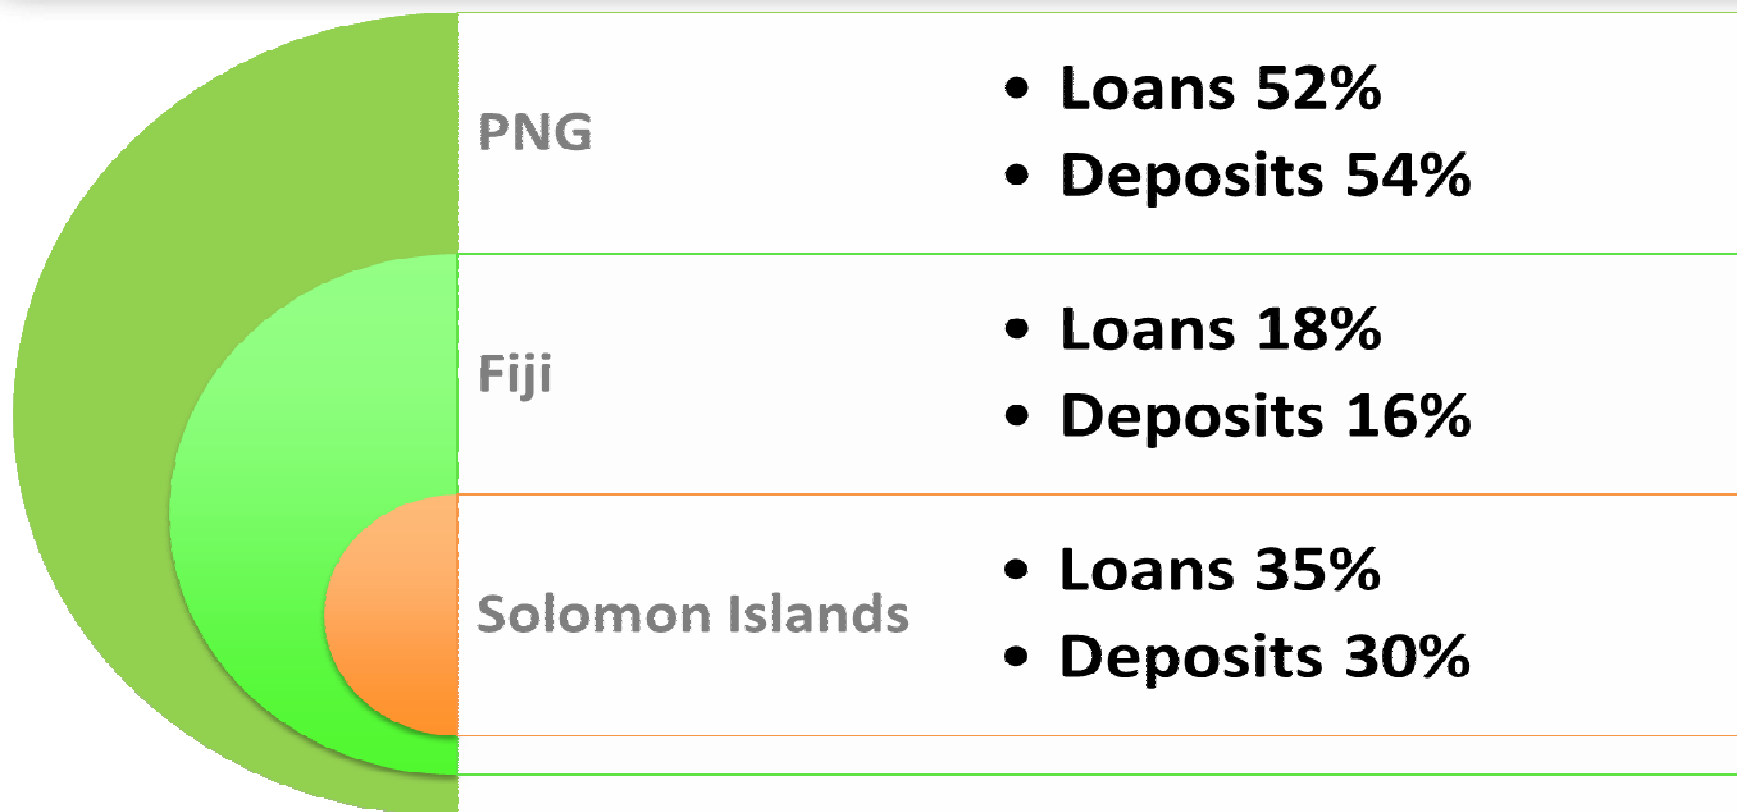 PNG
• Loans 52%
• Deposits 54%
Fiji
• Loans 18%
• Deposits 16%
Solomon Islands
• Loans 35%
• Deposits 30%